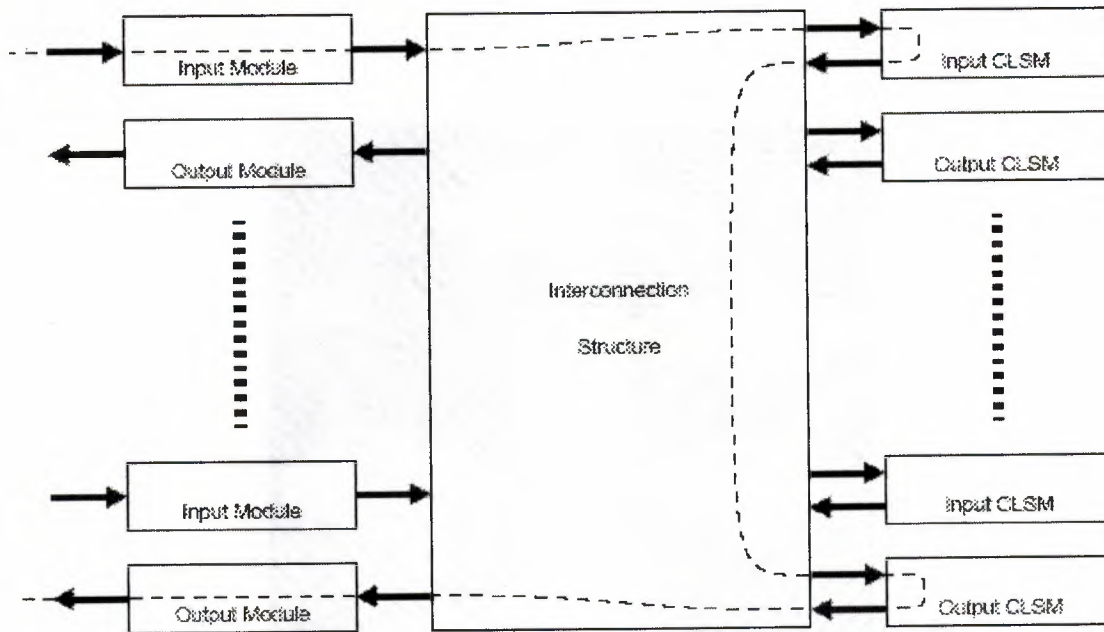 Input Module
Input CLSM
Output Module
Output CLSM
Interconnection
Structure
Input Module
Input CLSM
Output Module
Output CLSM